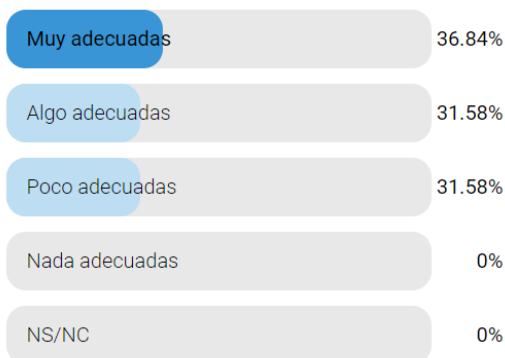 Muy adecuadas 36.84%
Algo adecuadas 31.58%
Poco adecuadas 31.58%
Nada adecuadas 0%
NS/NC 0%